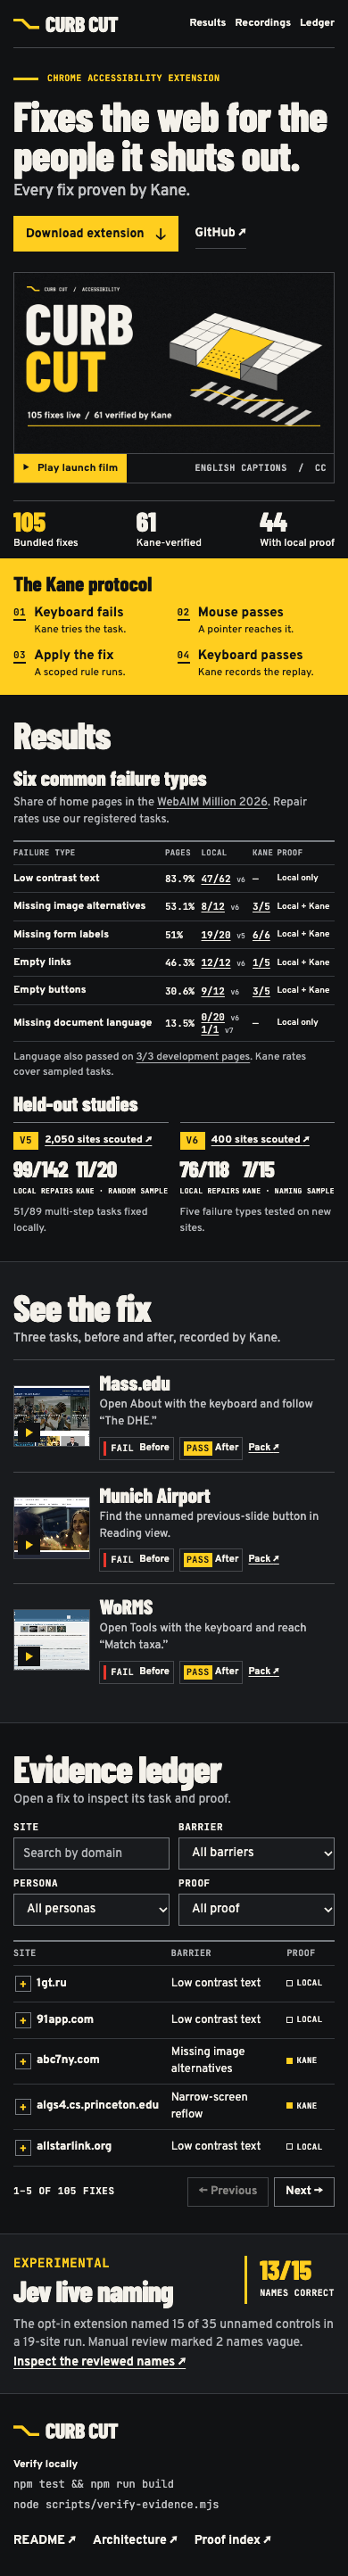 CURB CUT
Results Recordings Ledger
CHROME ACCESSIBILITY EXTENSION
Fixes the web for the
people it shuts out.
Every fix proven by Kane.
Download extension ↓
GitHub ↗
CURB CUT / ACCESSIBILITY
CURB
CUT
105 fixes live / 61 verified by Kane
Play launch film
ENGLISH CAPTIONS / CC
105
Bundled fixes
61
Kane-verified
44
With local proof
The Kane protocol
01 Keyboard fails
Kane tries the task.
02 Mouse passes
A pointer reaches it.
03 Apply the fix
A scoped rule runs.
04 Keyboard passes
Kane records the replay.
Results
Six common failure types
Share of home pages in the WebAIM Million 2026. Repair
rates use our registered tasks.
FAILURE TYPE PAGES LOCAL KANE PROOF
Low contrast text 83.9% 47/62 v6 — Local only
Missing image alternatives 53.1% 8/12 v6 3/5 Local + Kane
Missing form labels 51% 19/20 v5 6/6 Local + Kane
Empty links 46.3% 12/12 v6 1/5 Local + Kane
Empty buttons 30.6% 9/12 v6 3/5 Local + Kane
Missing document language 13.5% 0/20 v6 — Local only
1/1 v7
Language also passed on 3/3 development pages. Kane rates
cover sampled tasks.
Held-out studies
V5 2,050 sites scouted ↗
99/142 11/20
LOCAL REPAIRS KANE · RANDOM SAMPLE
51/89 multi-step tasks fixed
locally.
V6 400 sites scouted ↗
76/118 7/15
LOCAL REPAIRS KANE · NAMING SAMPLE
Five failure types tested on new
sites.
See the fix
Three tasks, before and after, recorded by Kane.
Mass.edu
Open About with the keyboard and follow
“The DHE.”
FAIL Before PASS After Pack ↗
Munich Airport
Find the unnamed previous-slide button in
Reading view.
FAIL Before PASS After Pack ↗
WoRMS
Open Tools with the keyboard and reach
“Match taxa.”
FAIL Before PASS After Pack ↗
Evidence ledger
Open a fix to inspect its task and proof.
SITE BARRIER
Search by domain All barriers
PERSONA PROOF
All personas All proof
SITE BARRIER PROOF
+ 1gt.ru Low contrast text LOCAL
+ 91app.com Low contrast text LOCAL
+ abc7ny.com Missing image
alternatives KANE
+ algs4.cs.princeton.edu Narrow-screen
reflow KANE
+ allstarlink.org Low contrast text LOCAL
1–5 OF 105 FIXES ← Previous Next →
EXPERIMENTAL
Jev live naming
13/15
NAMES CORRECT
The opt-in extension named 15 of 35 unnamed controls in
a 19-site run. Manual review marked 2 names vague.
Inspect the reviewed names ↗
CURB CUT
Verify locally
npm test && npm run build
node scripts/verify-evidence.mjs
README ↗ Architecture ↗ Proof index ↗